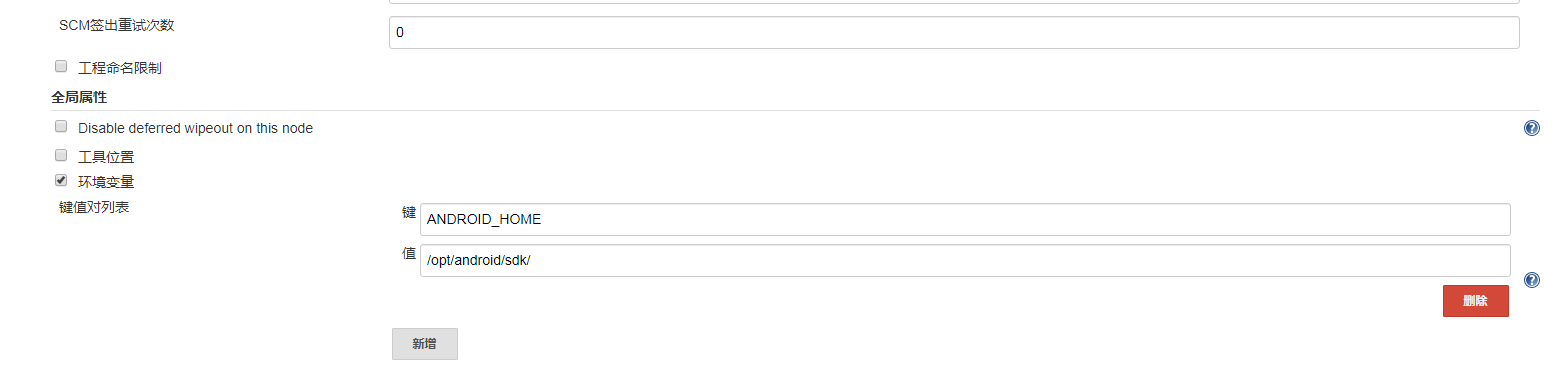 SCM签出重试次数
0
工程命名限制
全局属性
Disable deferred wipeout on this node
工具位置
环境变量
键值对列表
键
ANDROID_HOME
值
/opt/android/sdk/
删除
新增